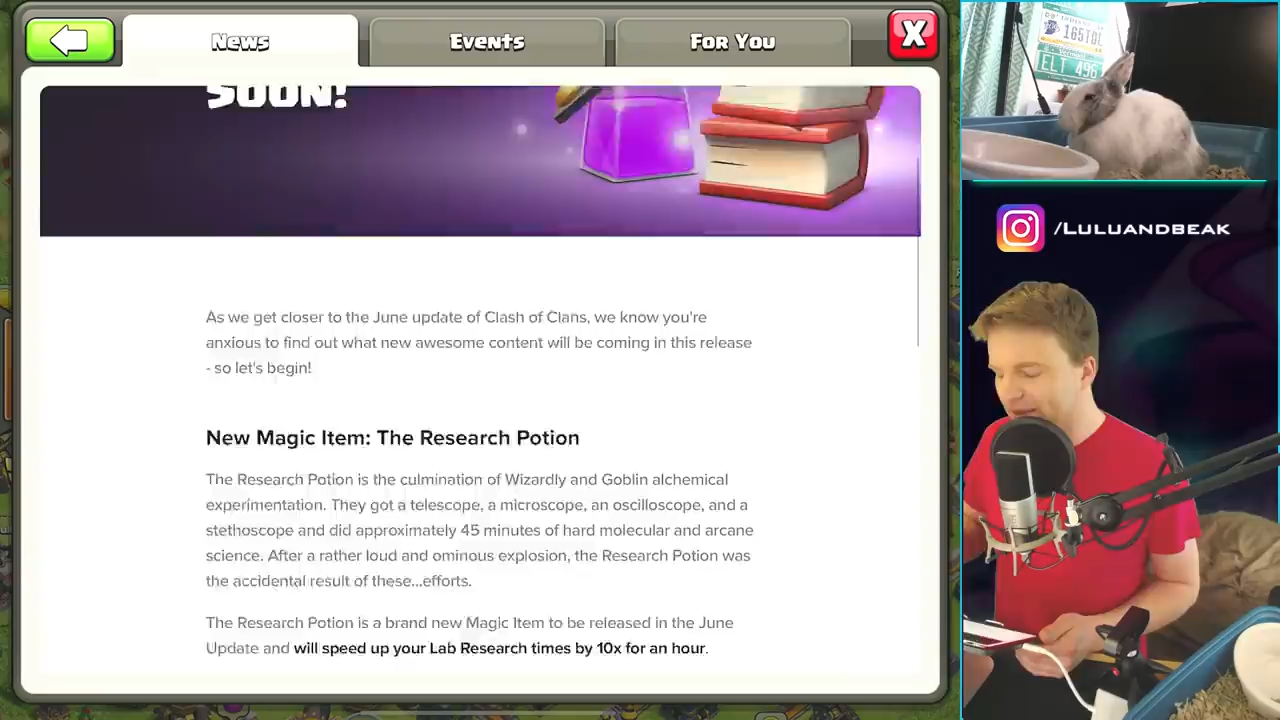 News
Events
For You
X
SOON!
As we get closer to the June update of Clash of Clans, we know you're
anxious to find out what new awesome content will be coming in this release
- so let's begin!
New Magic Item: The Research Potion
The Research Potion is the culmination of Wizardly and Goblin alchemical
experimentation. They got a telescope, a microscope, an oscilloscope, and a
stethoscope and did approximately 45 minutes of hard molecular and arcane
science. After a rather loud and ominous explosion, the Research Potion was
the accidental result of these...efforts.
The Research Potion is a brand new Magic Item to be released in the June
Update and will speed up your Lab Research times by 10x for an hour.
165TDL
ELT 496
/LULUANDBEAK